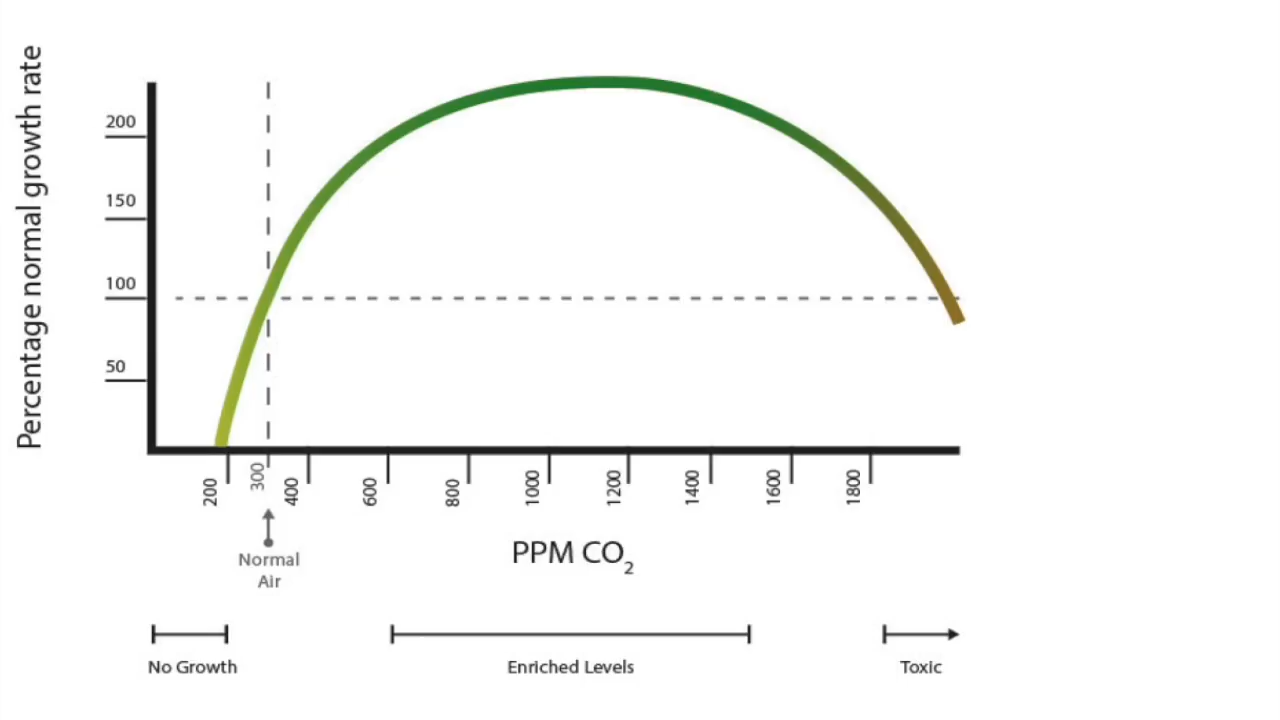 Percentage normal growth rate
200
150
100
50
200
300
400
600
800
1000
1200
1400
1600
1800
Normal
Air
PPM CO₂
No Growth
Enriched Levels
Toxic